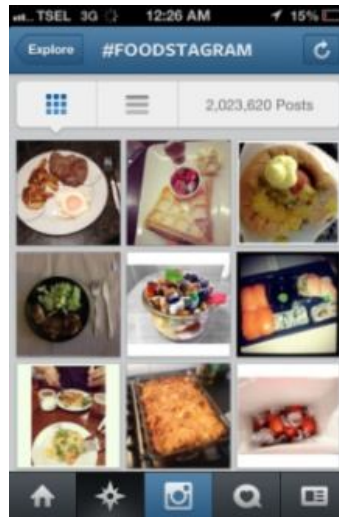 TSEL 3G 12:26 AM 15%
Explore #FOODSTAGRAM
2,023,620 Posts